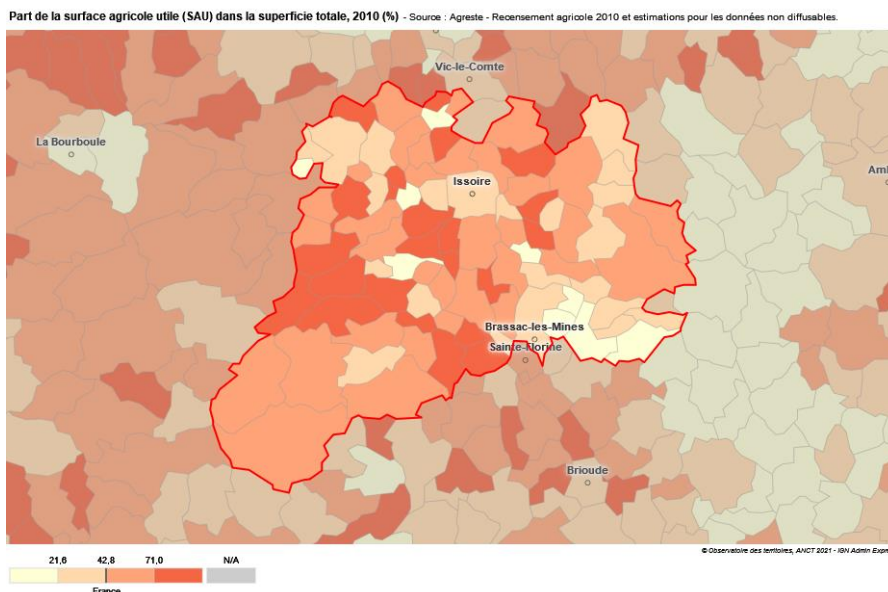 Part de la surface agricole utile (SAU) dans la superficie totale, 2010 (%) - Source : Agreste - Recensement agricole 2010 et estimations pour les données non diffusables.
Vic-le-Comte
La Bourboule
Amb
Issoire
Brassac-les-Mines
Sainte-Florine
Brioude
© Observatoire des territoires, ANCT 2021 - IGN Admin Expre
21,6 42,8 71,0 N/A
France